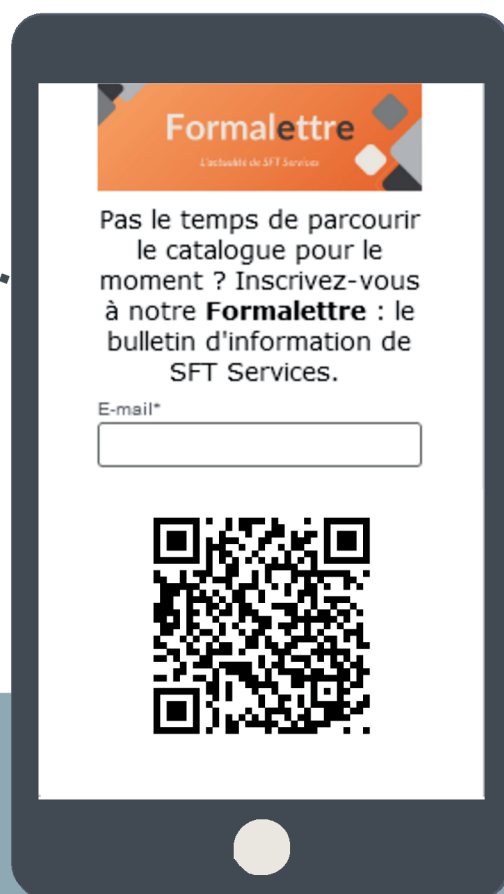 Formalettre
L'actualité de SFT Services
Pas le temps de parcourir
le catalogue pour le
moment ? Inscrivez-vous
à notre Formalettre : le
bulletin d'information de
SFT Services.
E-mail*